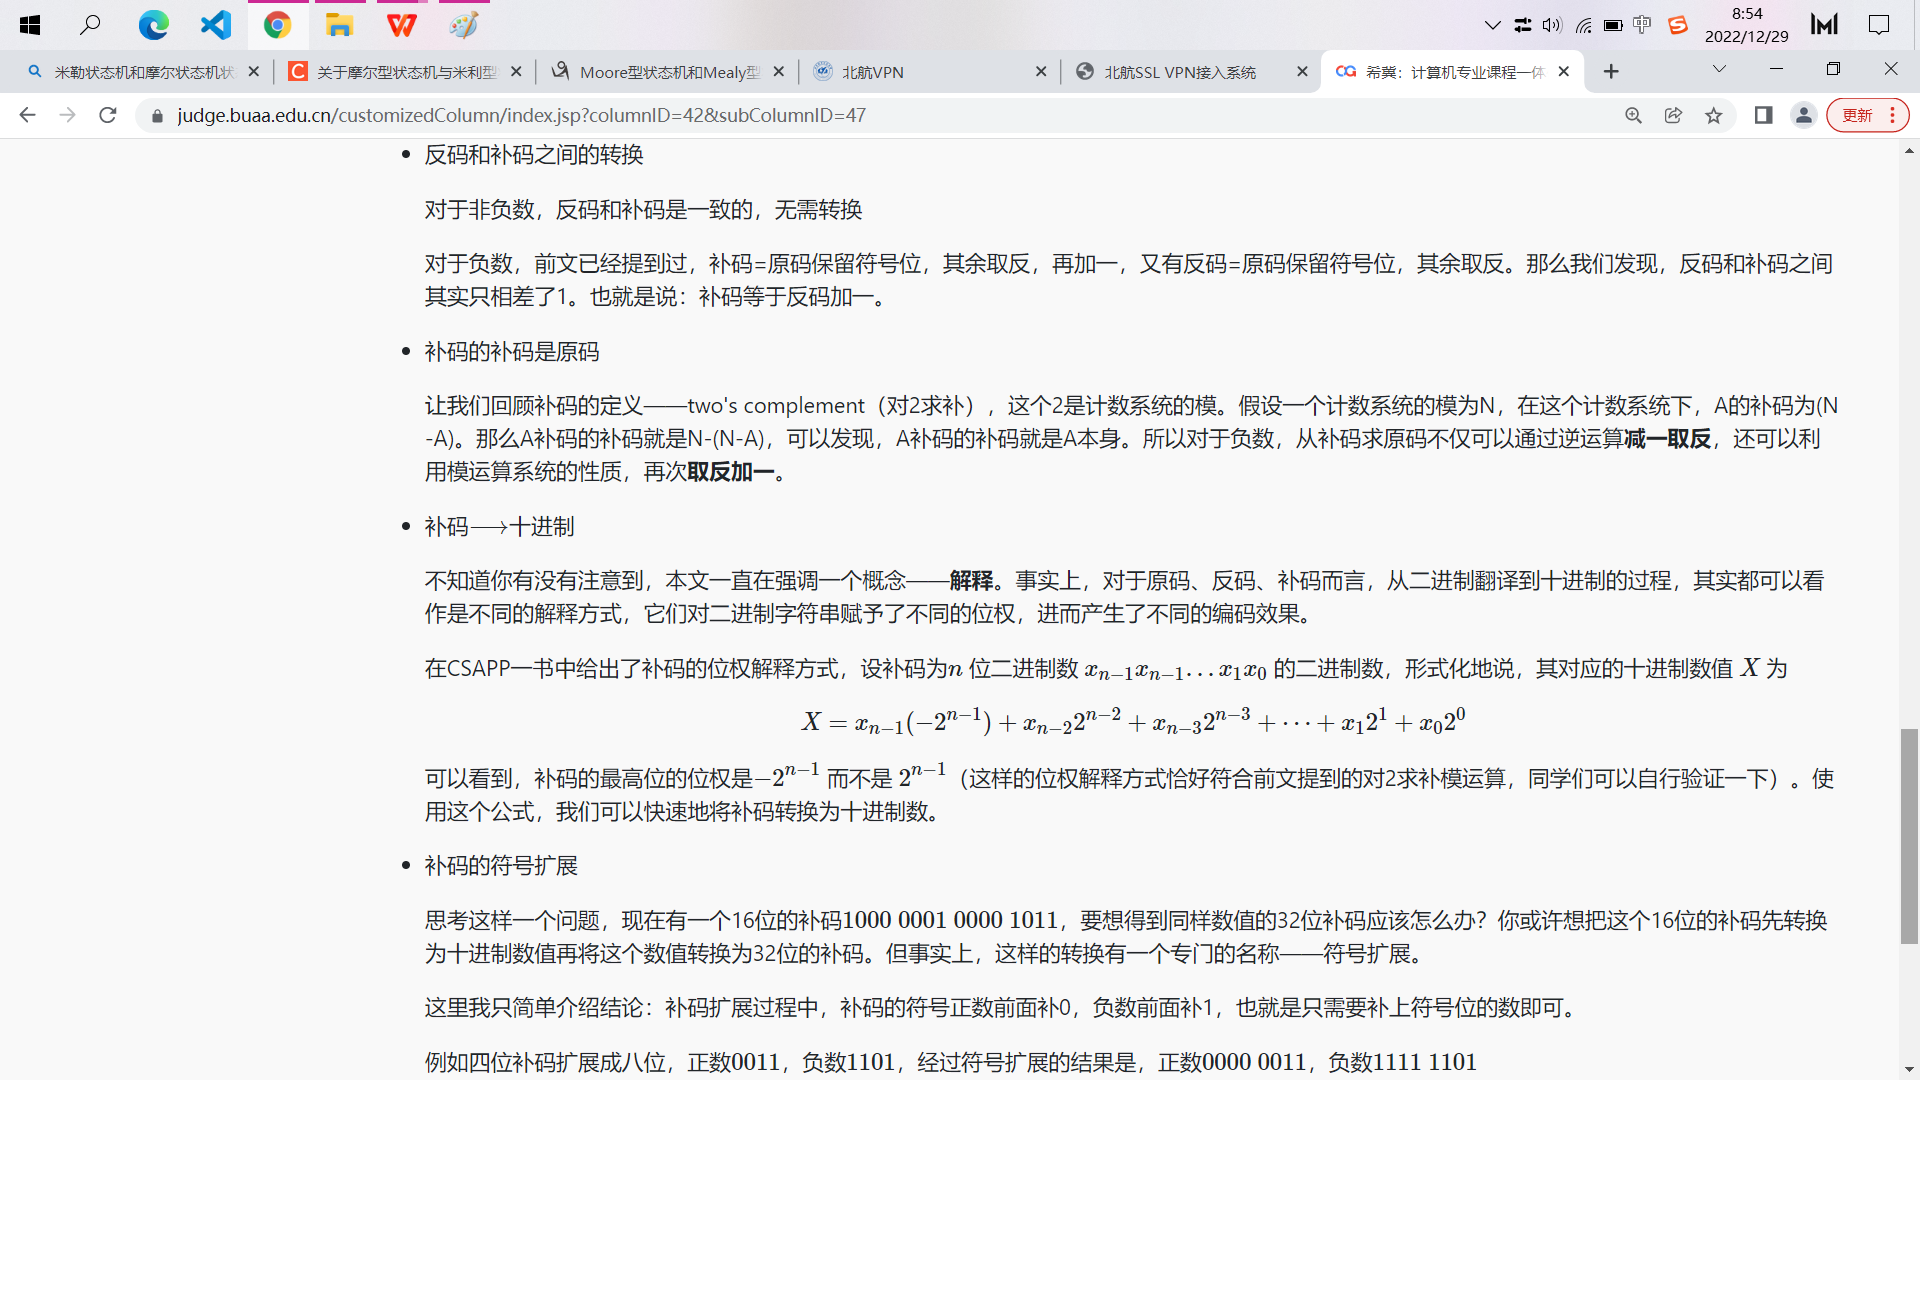 8:54
2022/12/29
中
米勒状态机和摩尔状态机状
关于摩尔型状态机与米利型
Moore型状态机和Mealy型
北航VPN
北航SSL VPN接入系统
希冀：计算机专业课程一体
judge.buaa.edu.cn/customizedColumn/index.jsp?columnID=42&subColumnID=47
更新
• 反码和补码之间的转换
对于非负数，反码和补码是一致的，无需转换
对于负数，前文已经提到过，补码=原码保留符号位，其余取反，再加一，又有反码=原码保留符号位，其余取反。那么我们发现，反码和补码之间
其实只相差了1。也就是说：补码等于反码加一。
• 补码的补码是原码
让我们回顾补码的定义——two's complement（对2求补），这个2是计数系统的模。假设一个计数系统的模为N，在这个计数系统下，A的补码为(N
-A)。那么A补码的补码就是N-(N-A)，可以发现，A补码的补码就是A本身。所以对于负数，从补码求原码不仅可以通过逆运算减一取反，还可以利
用模运算系统的性质，再次取反加一。
• 补码⟶十进制
不知道你有没有注意到，本文一直在强调一个概念——解释。事实上，对于原码、反码、补码而言，从二进制翻译到十进制的过程，其实都可以看
作是不同的解释方式，它们对二进制字符串赋予了不同的位权，进而产生了不同的编码效果。
在CSAPP一书中给出了补码的位权解释方式，设补码为n 位二进制数 x_{n−1}x_{n−1}…x_1x_0 的二进制数，形式化地说，其对应的十进制数值 X 为
X = x_{n−1}(−2^{n−1}) + x_{n−2}2^{n−2} + x_{n−3}2^{n−3} + ⋯ + x_12^1 + x_02^0
可以看到，补码的最高位的位权是−2^{n−1} 而不是 2^{n−1}（这样的位权解释方式恰好符合前文提到的对2求补模运算，同学们可以自行验证一下）。使
用这个公式，我们可以快速地将补码转换为十进制数。
• 补码的符号扩展
思考这样一个问题，现在有一个16位的补码1000 0001 0000 1011，要想得到同样数值的32位补码应该怎么办？你或许想把这个16位的补码先转换
为十进制数值再将这个数值转换为32位的补码。但事实上，这样的转换有一个专门的名称——符号扩展。
这里我只简单介绍结论：补码扩展过程中，补码的符号正数前面补0，负数前面补1，也就是只需要补上符号位的数即可。
例如四位补码扩展成八位，正数0011，负数1101，经过符号扩展的结果是，正数0000 0011，负数1111 1101